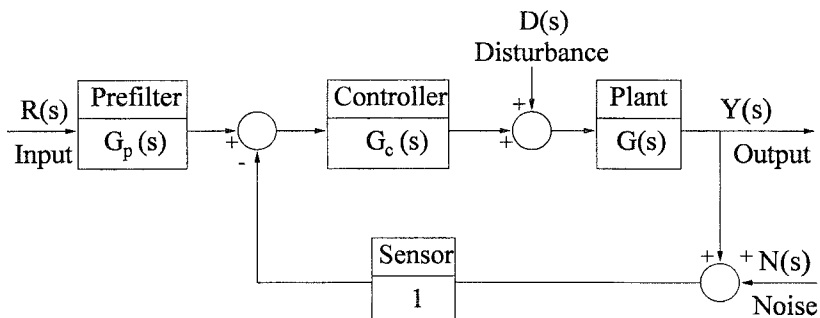 D(s)
Disturbance
R(s)
Input
Prefilter
G_p(s)
+
-
Controller
G_c(s)
+
+
Plant
G(s)
Y(s)
Output
Sensor
1
+
+
N(s)
Noise